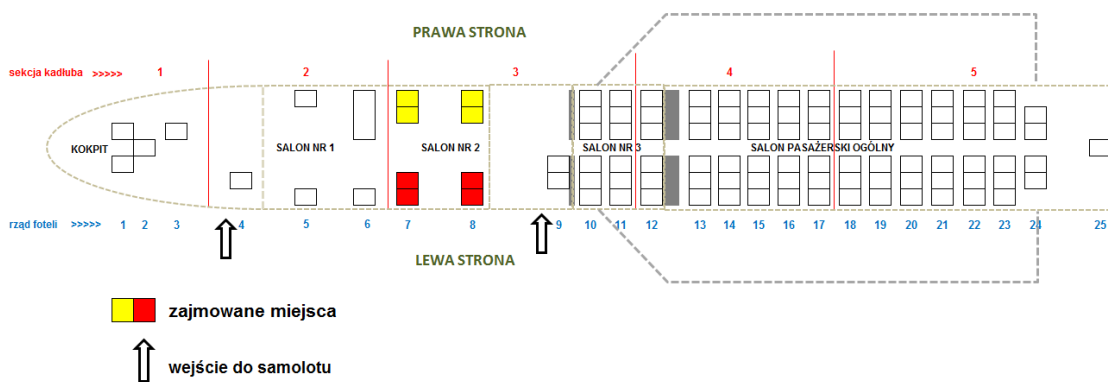 PRAWA STRONA
sekcja kadłuba >>>>> 1 2 3 4 5
KOKPIT SALON NR 1 SALON NR 2 SALON NR 3 SALON PASAŻERSKI OGÓLNY
rząd foteli >>>>> 1 2 3 4 5 6 7 8 9 10 11 12 13 14 15 16 17 18 19 20 21 22 23 24 25
LEWA STRONA
zajmowane miejsca
wejście do samolotu